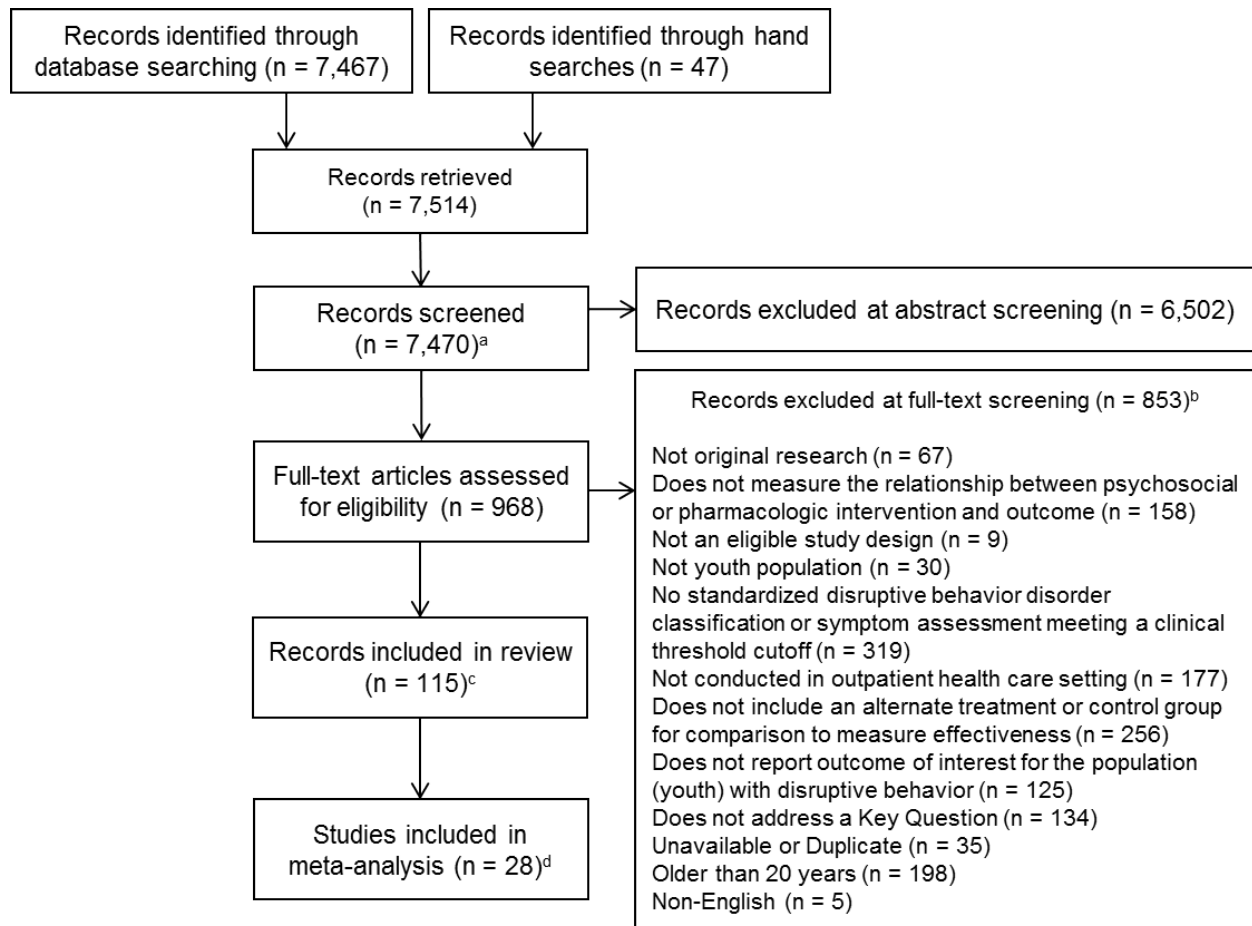 Records identified through
database searching (n = 7,467)
Records identified through hand
searches (n = 47)
Records retrieved
(n = 7,514)
Records screened
(n = 7,470)a
Records excluded at abstract screening (n = 6,502)
Full-text articles assessed
for eligibility (n = 968)
Records excluded at full-text screening (n = 853)b
Not original research (n = 67)
Does not measure the relationship between psychosocial
or pharmacologic intervention and outcome (n = 158)
Not an eligible study design (n = 9)
Not youth population (n = 30)
No standardized disruptive behavior disorder
classification or symptom assessment meeting a clinical
threshold cutoff (n = 319)
Not conducted in outpatient health care setting (n = 177)
Does not include an alternate treatment or control group
for comparison to measure effectiveness (n = 256)
Does not report outcome of interest for the population
(youth) with disruptive behavior (n = 125)
Does not address a Key Question (n = 134)
Unavailable or Duplicate (n = 35)
Older than 20 years (n = 198)
Non-English (n = 5)
Records included in review
(n = 115)c
Studies included in
meta-analysis (n = 28)d